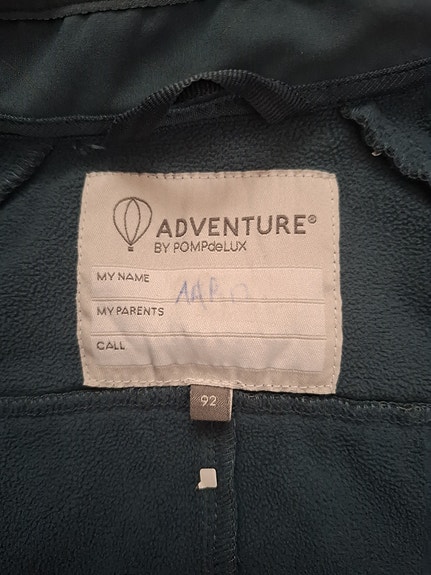 ADVENTURE®
BY POMPdeLUX
MY NAME
MY PARENTS
CALL
92